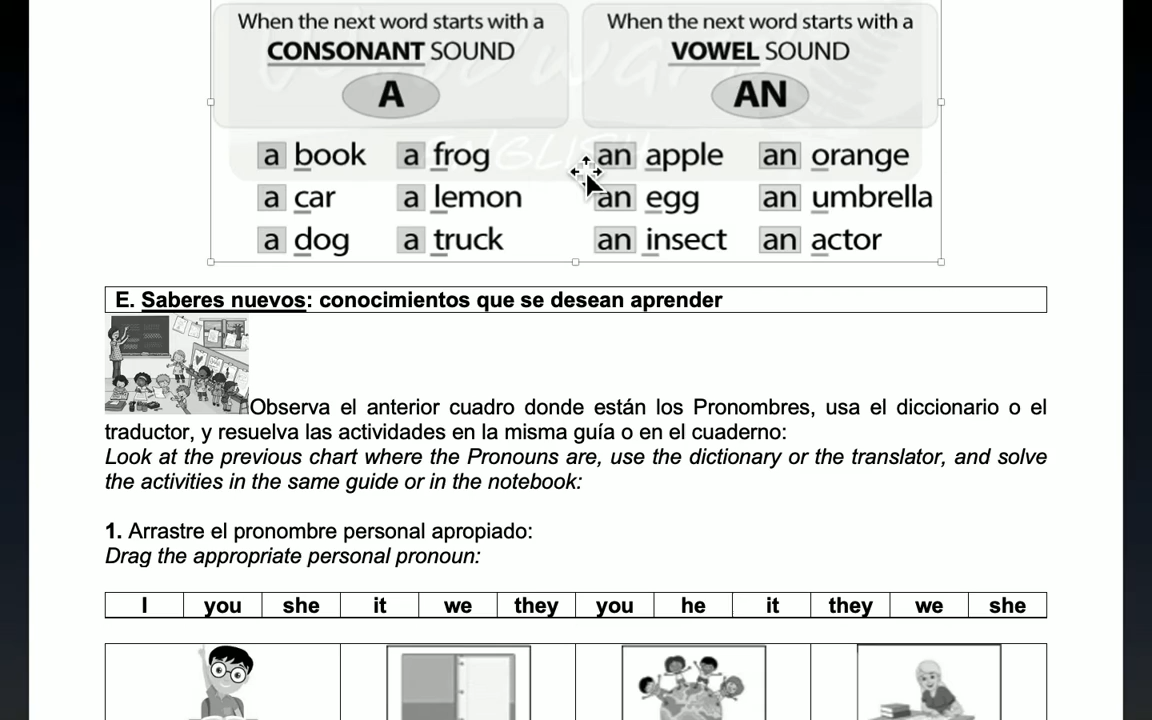 When the next word starts with a
CONSONANT SOUND
A
When the next word starts with a
VOWEL SOUND
AN
a book a frog an apple an orange
a car a lemon an egg an umbrella
a dog a truck an insect an actor
E. Saberes nuevos: conocimientos que se desean aprender
Observa el anterior cuadro donde están los Pronombres, usa el diccionario o el
traductor, y resuelva las actividades en la misma guía o en el cuaderno:
Look at the previous chart where the Pronouns are, use the dictionary or the translator, and solve
the activities in the same guide or in the notebook:
1. Arrastre el pronombre personal apropiado:
Drag the appropriate personal pronoun:
I you she it we they you he it they we she